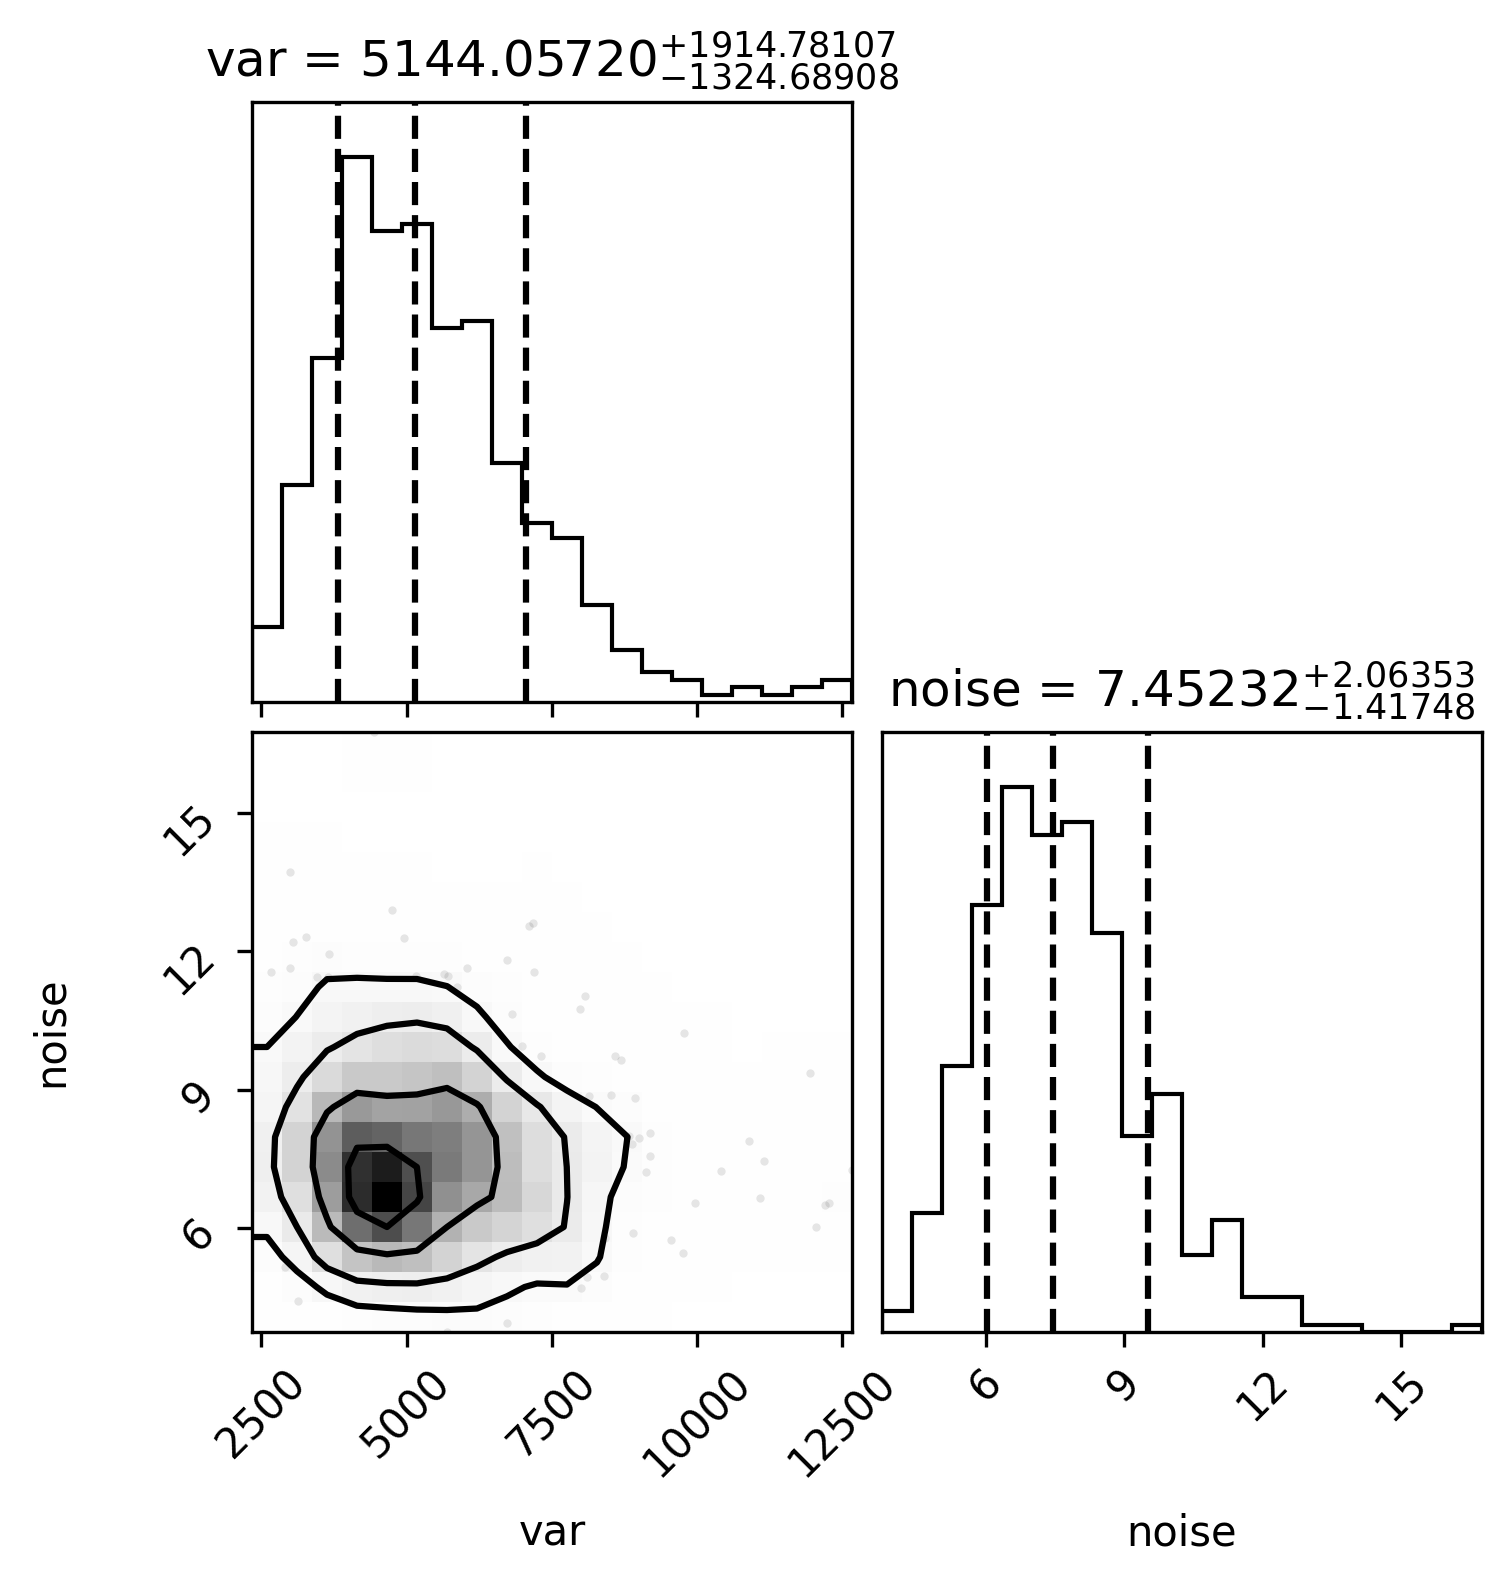 var = 5144.05720+1914.78107−1324.68908
noise = 7.45232+2.06353−1.41748
15
12
9
6
noise
2500
5000
7500
10000
12500
var
6
9
12
15
noise